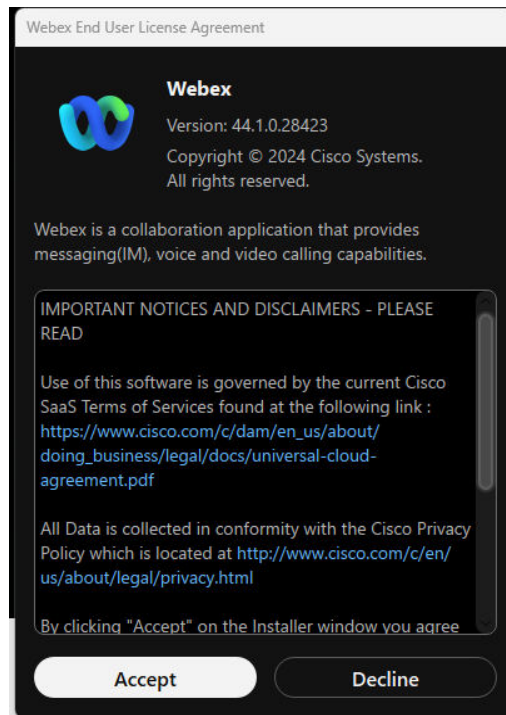 Webex End User License Agreement
Webex
Version: 44.1.0.28423
Copyright © 2024 Cisco Systems.
All rights reserved.
Webex is a collaboration application that provides
messaging(IM), voice and video calling capabilities.
IMPORTANT NOTICES AND DISCLAIMERS - PLEASE
READ
Use of this software is governed by the current Cisco
SaaS Terms of Services found at the following link :
https://www.cisco.com/c/dam/en_us/about/
doing_business/legal/docs/universal-cloud-
agreement.pdf
All Data is collected in conformity with the Cisco Privacy
Policy which is located at http://www.cisco.com/c/en/
us/about/legal/privacy.html
By clicking "Accept" on the Installer window you agree
Accept
Decline